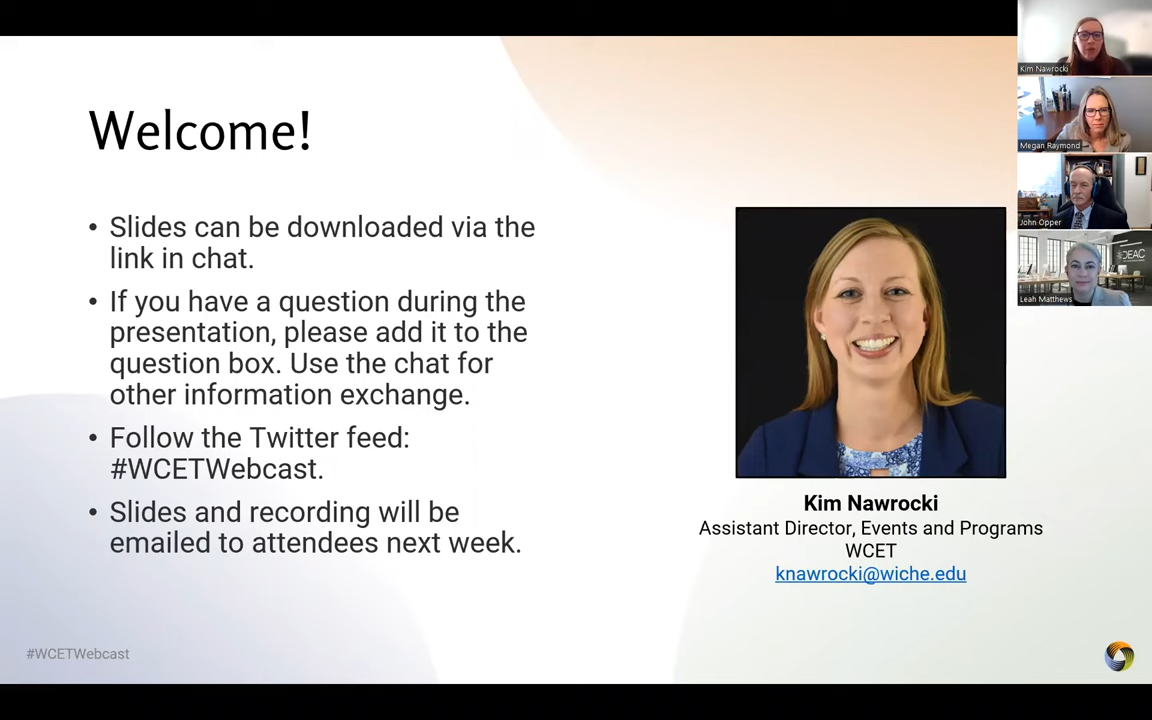 Welcome!
• Slides can be downloaded via the
link in chat.
• If you have a question during the
presentation, please add it to the
question box. Use the chat for
other information exchange.
• Follow the Twitter feed:
#WCETWebcast.
• Slides and recording will be
emailed to attendees next week.
Kim Nawrocki
Assistant Director, Events and Programs
WCET
knawrocki@wiche.edu
#WCETWebcast
Kim Nawrocki
Megan Raymond
John Opper
DEAC
Leah Matthews